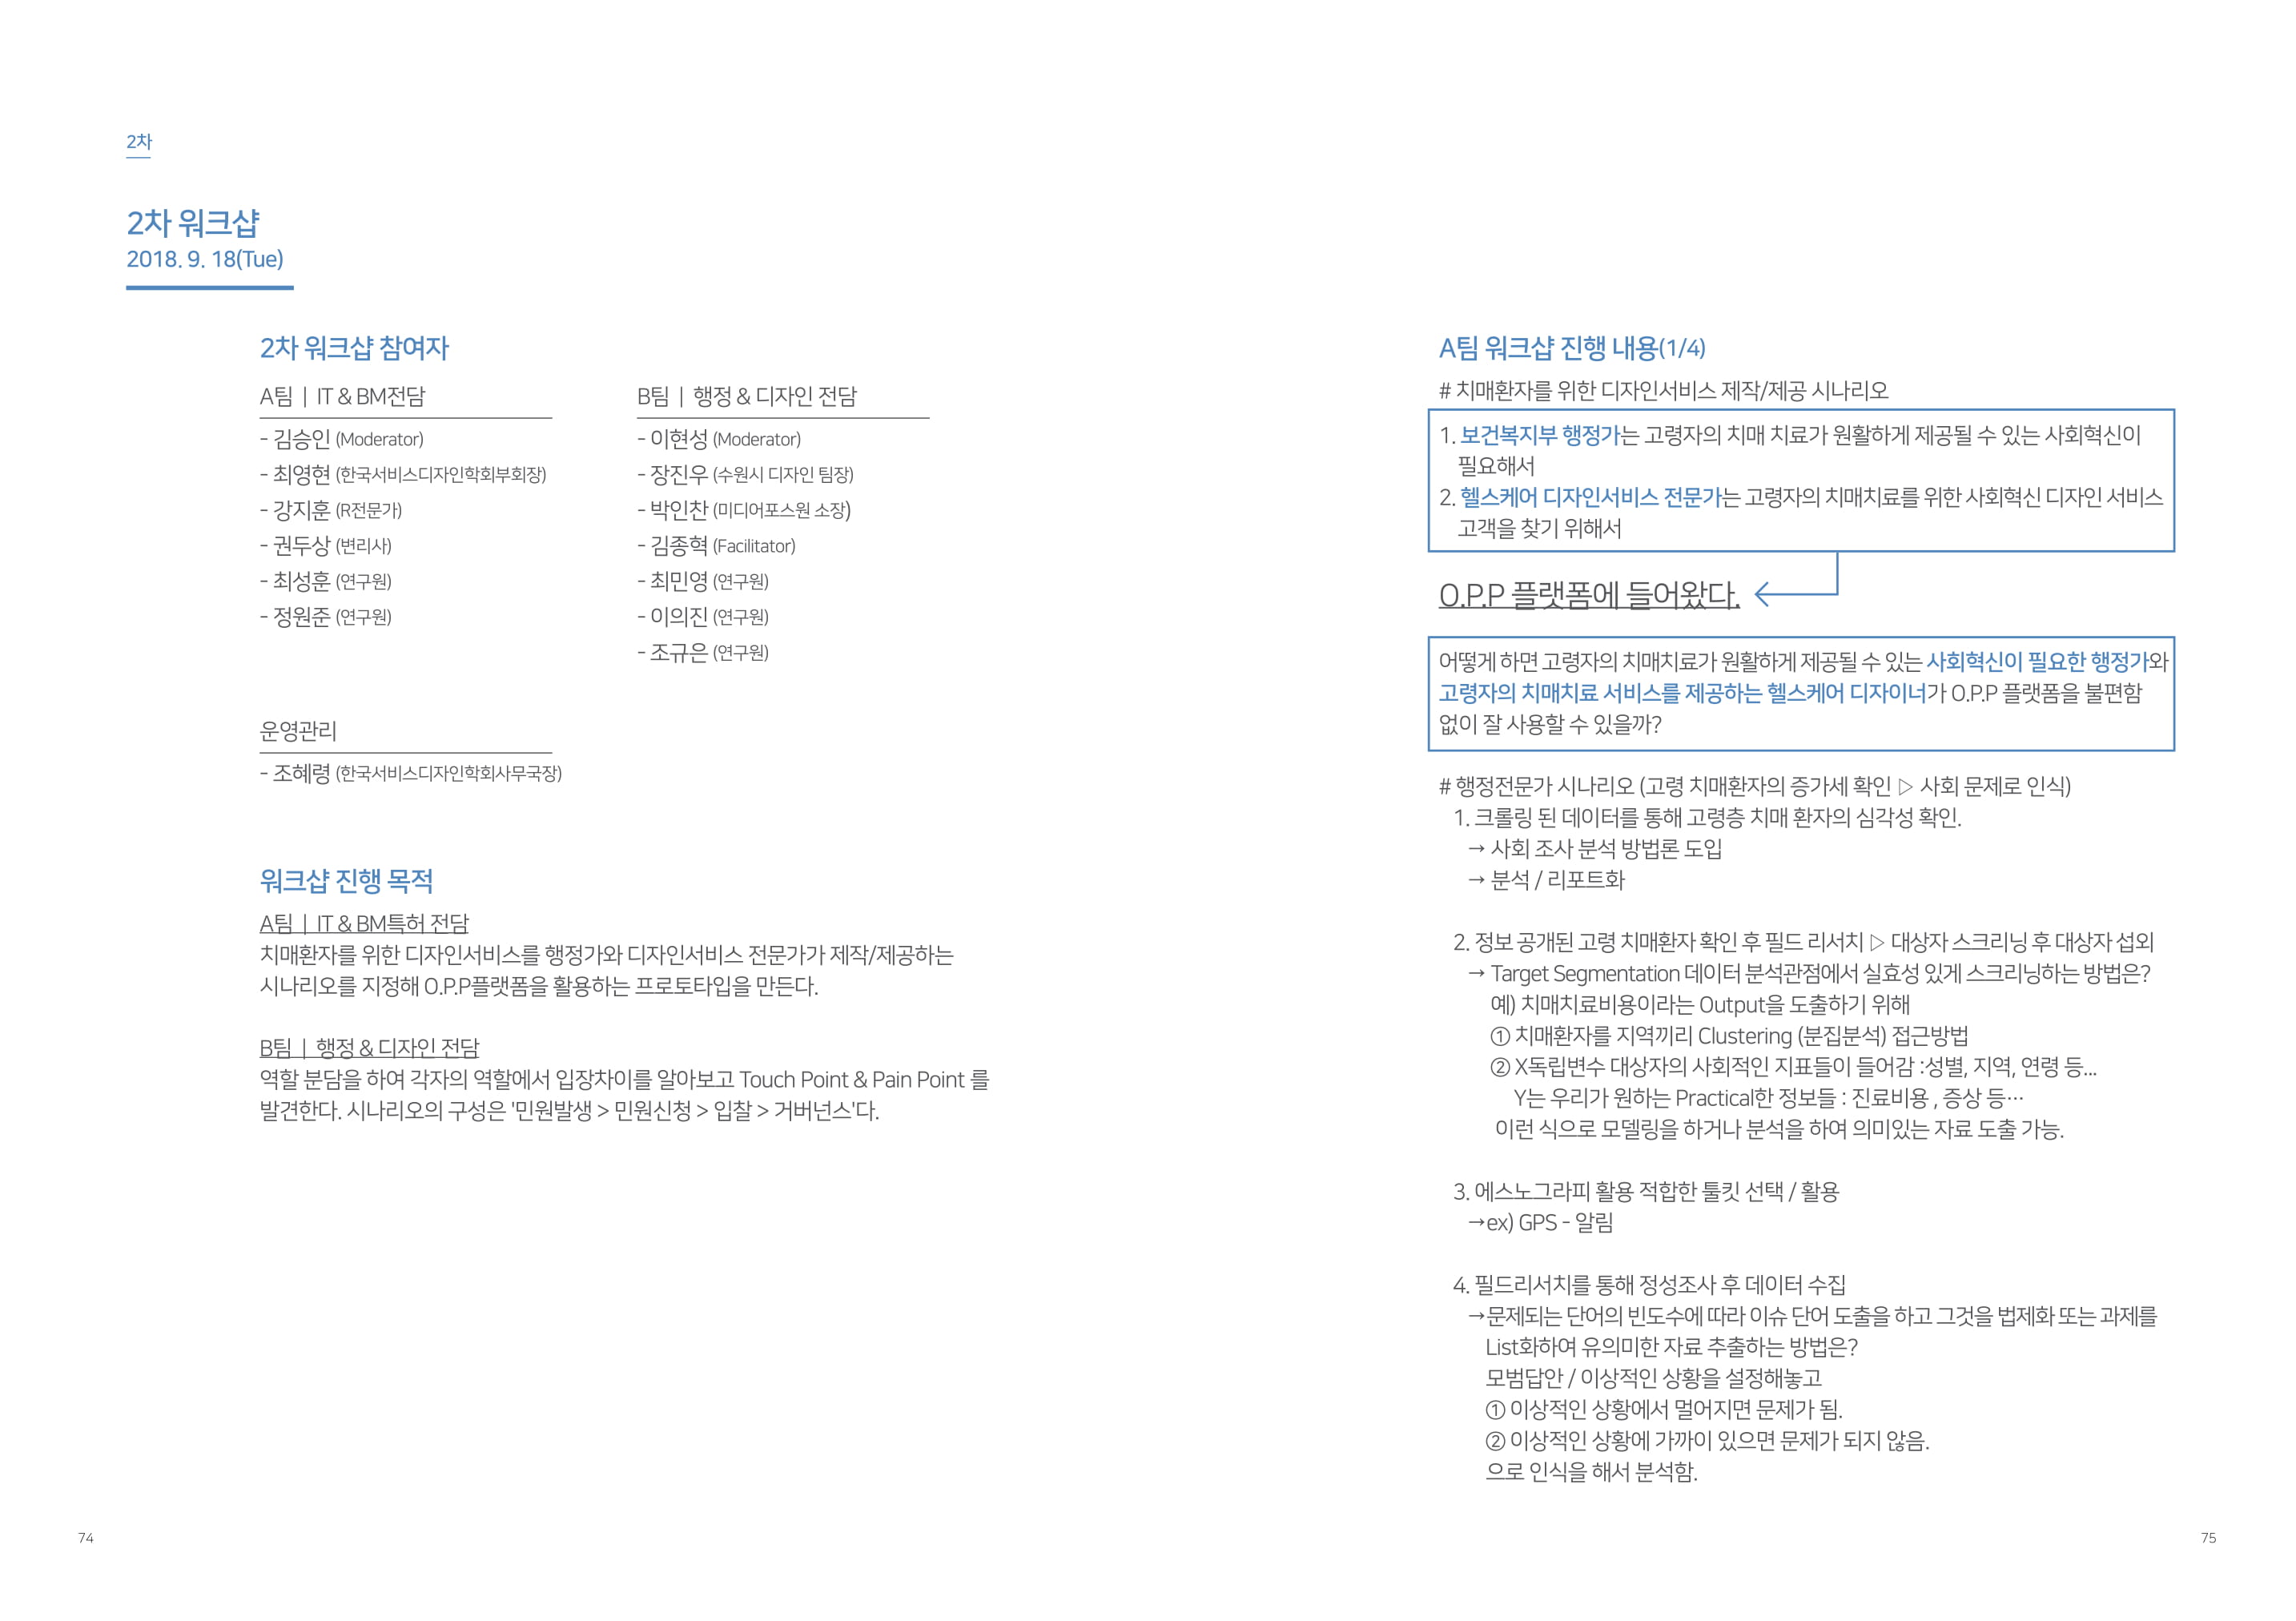 2차
2차 워크샵
2018. 9. 18(Tue)
2차 워크샵 참여자
A팀 | IT & BM전담
- 김승인 (Moderator)
- 최영현 (한국서비스디자인학회부회장)
- 강지훈 (R전문가)
- 권두상 (변리사)
- 최성훈 (연구원)
- 정원준 (연구원)
B팀 | 행정 & 디자인 전담
- 이현성 (Moderator)
- 장진우 (수원시 디자인 팀장)
- 박인찬 (미디어포스원 소장)
- 김종혁 (Facilitator)
- 최민영 (연구원)
- 이의진 (연구원)
- 조규은 (연구원)
운영관리
- 조혜령 (한국서비스디자인학회사무국장)
워크샵 진행 목적
A팀 | IT & BM특허 전담
치매환자를 위한 디자인서비스를 행정가와 디자인서비스 전문가가 제작/제공하는
시나리오를 지정해 O.P.P플랫폼을 활용하는 프로토타입을 만든다.
B팀 | 행정 & 디자인 전담
역할 분담을 하여 각자의 역할에서 입장차이를 알아보고 Touch Point & Pain Point 를
발견한다. 시나리오의 구성은 '민원발생 > 민원신청 > 입찰 > 거버넌스'다.
74
A팀 워크샵 진행 내용(1/4)
# 치매환자를 위한 디자인서비스 제작/제공 시나리오
1. 보건복지부 행정가는 고령자의 치매 치료가 원활하게 제공될 수 있는 사회혁신이
필요해서
2. 헬스케어 디자인서비스 전문가는 고령자의 치매치료를 위한 사회혁신 디자인 서비스
고객을 찾기 위해서
O.P.P 플랫폼에 들어왔다.
어떻게 하면 고령자의 치매치료가 원활하게 제공될 수 있는 사회혁신이 필요한 행정가와
고령자의 치매치료 서비스를 제공하는 헬스케어 디자이너가 O.P.P 플랫폼을 불편함
없이 잘 사용할 수 있을까?
# 행정전문가 시나리오 (고령 치매환자의 증가세 확인 ▷ 사회 문제로 인식)
1. 크롤링 된 데이터를 통해 고령층 치매 환자의 심각성 확인.
→ 사회 조사 분석 방법론 도입
→ 분석 / 리포트화
2. 정보 공개된 고령 치매환자 확인 후 필드 리서치 ▷ 대상자 스크리닝 후 대상자 섭외
→ Target Segmentation 데이터 분석관점에서 실효성 있게 스크리닝하는 방법은?
예) 치매치료비용이라는 Output을 도출하기 위해
① 치매환자를 지역끼리 Clustering (분집분석) 접근방법
② X독립변수 대상자의 사회적인 지표들이 들어감 :성별, 지역, 연령 등...
Y는 우리가 원하는 Practical한 정보들 : 진료비용 , 증상 등…
이런 식으로 모델링을 하거나 분석을 하여 의미있는 자료 도출 가능.
3. 에스노그라피 활용 적합한 툴킷 선택 / 활용
→ex) GPS - 알림
4. 필드리서치를 통해 정성조사 후 데이터 수집
→문제되는 단어의 빈도수에 따라 이슈 단어 도출을 하고 그것을 법제화 또는 과제를
List화하여 유의미한 자료 추출하는 방법은?
모범답안 / 이상적인 상황을 설정해놓고
① 이상적인 상황에서 멀어지면 문제가 됨.
② 이상적인 상황에 가까이 있으면 문제가 되지 않음.
으로 인식을 해서 분석함.
75